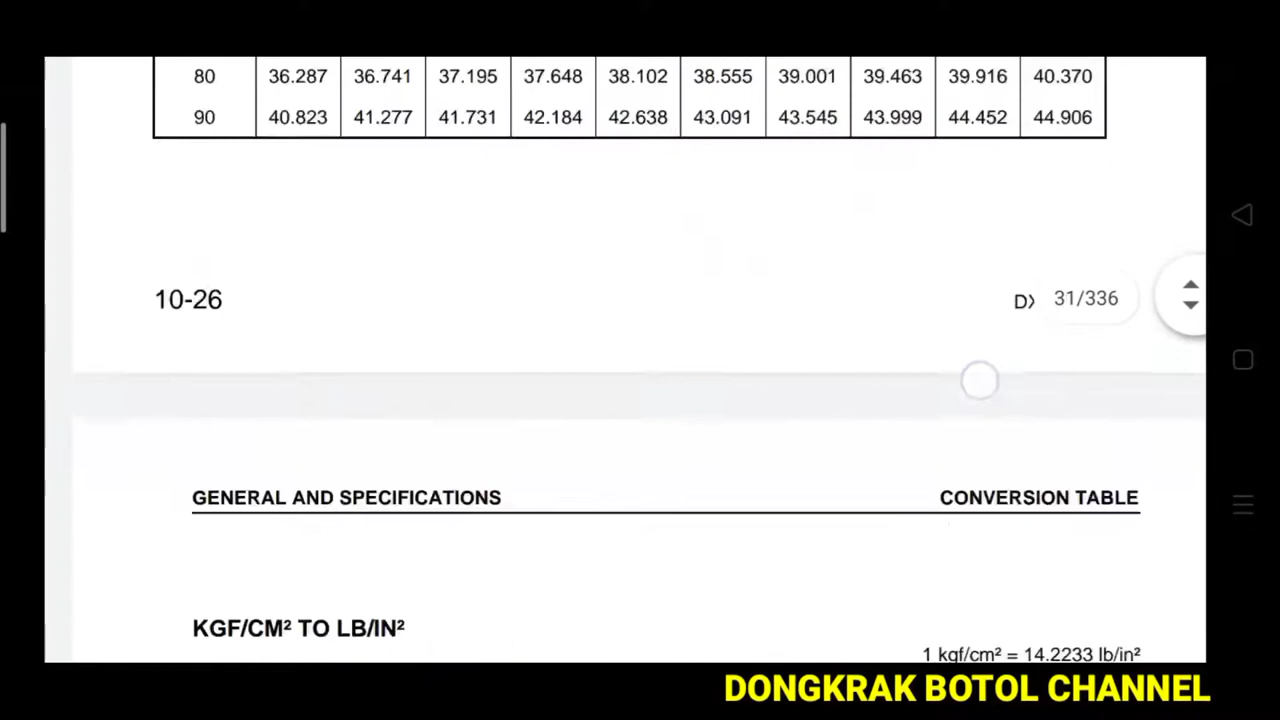 80 36.287 36.741 37.195 37.648 38.102 38.555 39.001 39.463 39.916 40.370
90 40.823 41.277 41.731 42.184 42.638 43.091 43.545 43.999 44.452 44.906
10-26 31/336
GENERAL AND SPECIFICATIONS CONVERSION TABLE
KGF/CM² TO LB/IN²
1 kgf/cm² = 14.2233 lb/in²
DONGKRAK BOTOL CHANNEL